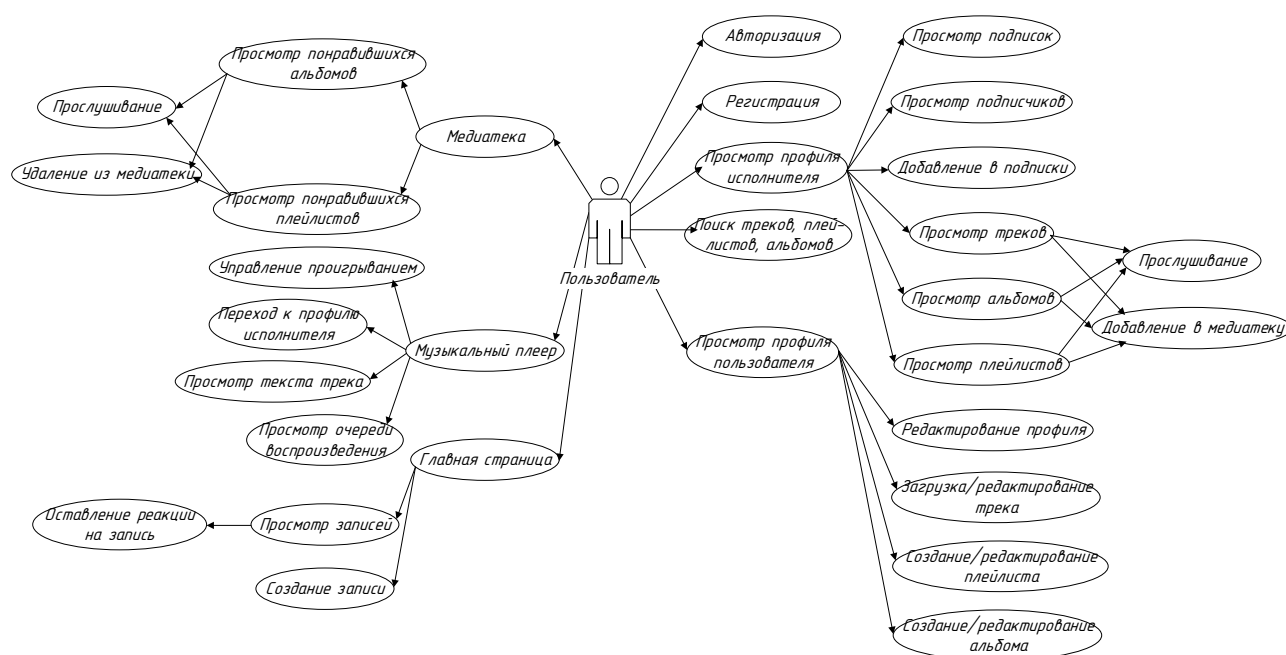 Просмотр понравившихся
альбомов
Прослушивание
Медиатека
Удаление из медиатеки
Просмотр понравившихся
плейлистов
Управление проигрыванием
Переход к профилю
исполнителя
Музыкальный плеер
Просмотр текста трека
Просмотр очереди
воспроизведения
Главная страница
Оставление реакции
на запись
Просмотр записей
Создание записи
Пользователь
Авторизация
Регистрация
Просмотр профиля
исполнителя
Поиск треков, плей-
листов, альбомов
Просмотр профиля
пользователя
Просмотр подписок
Просмотр подписчиков
Добавление в подписки
Просмотр треков
Прослушивание
Просмотр альбомов
Добавление в медиатеку
Просмотр плейлистов
Редактирование профиля
Загрузка/редактирование
трека
Создание/редактирование
плейлиста
Создание/редактирование
альбома